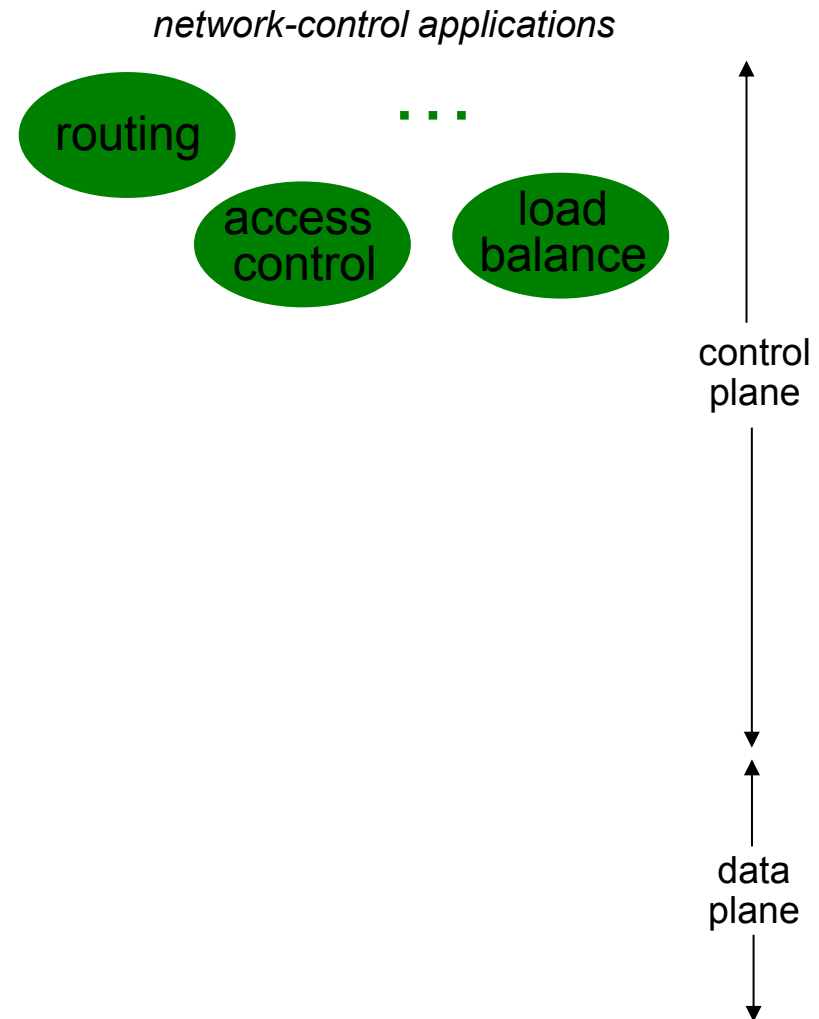 network-control applications
routing
...
access
control
load
balance
control
plane
data
plane